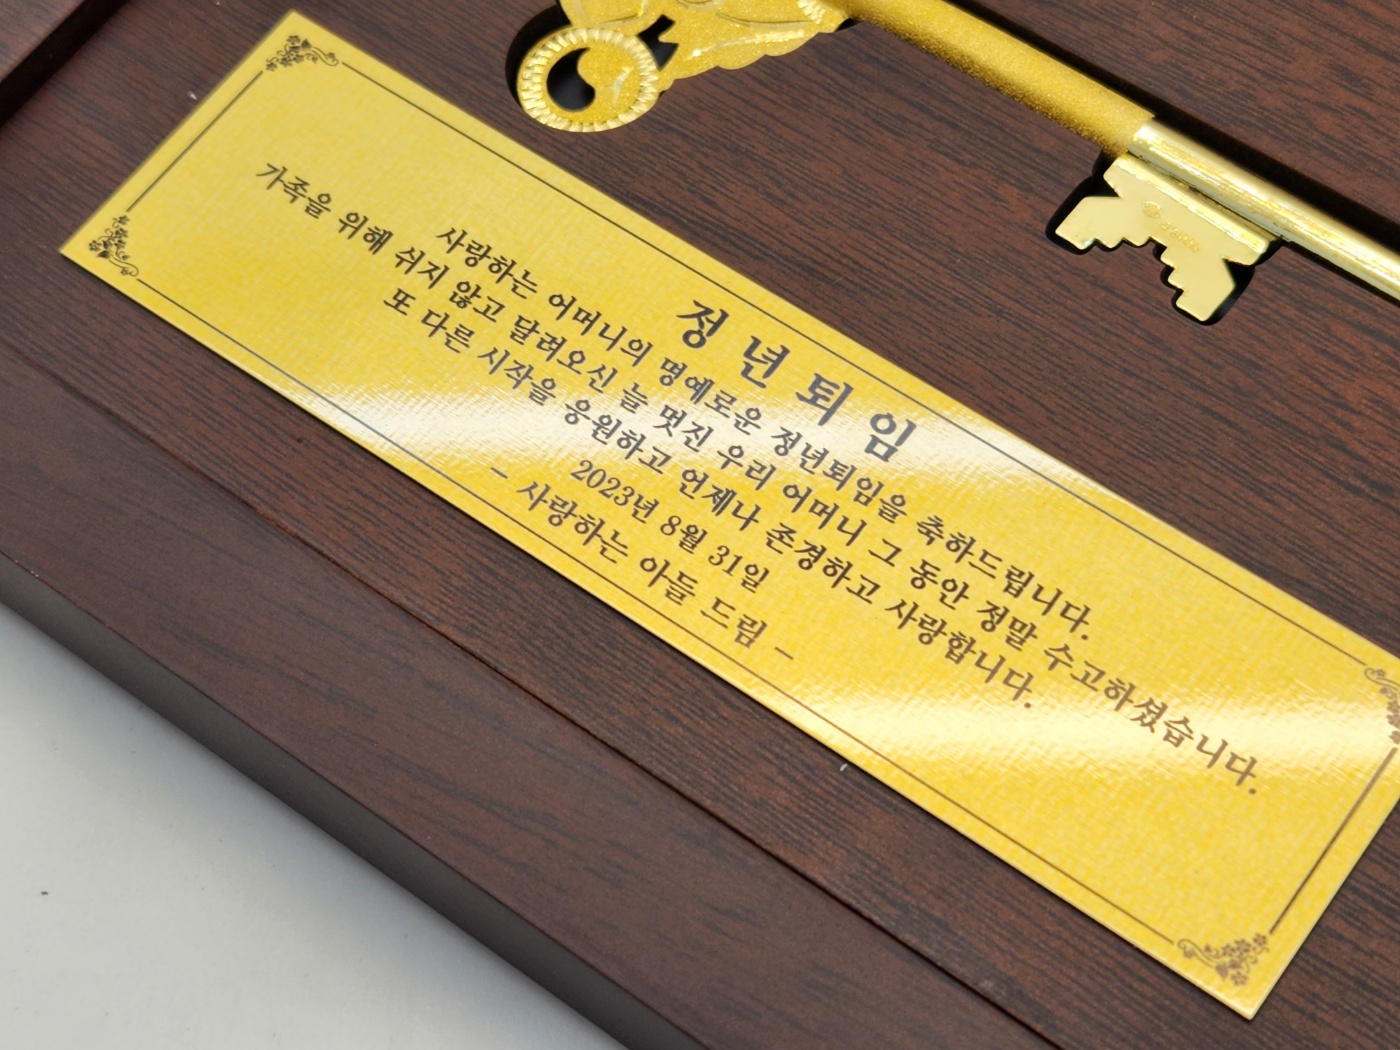 정년퇴임
사랑하는 어머니의 명예로운 정년퇴임을 축하드립니다.
가족을 위해 쉬지 않고 달려오신 늘 멋진 우리 어머니 그 동안 정말 수고하셨습니다.
또 다른 시작을 응원하고 언제나 존경하고 사랑합니다.
2023년 8월 31일
- 사랑하는 아들 드림 -